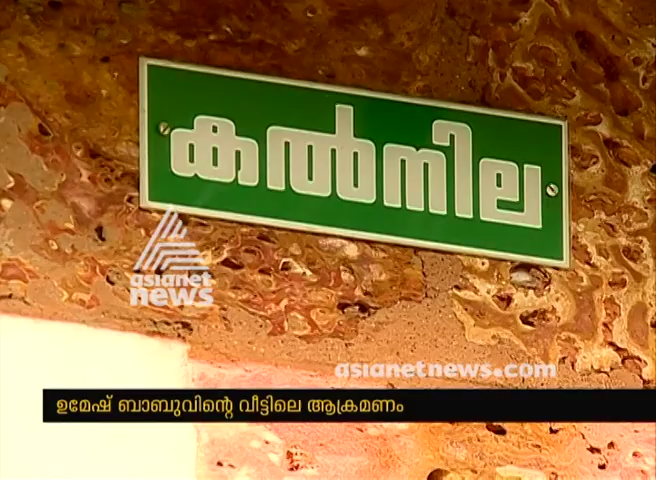 കൽനില
asianet
news
asianetnews.com
ഉമേഷ് ബാബുവിന്റെ വീട്ടിലെ ആക്രമണം